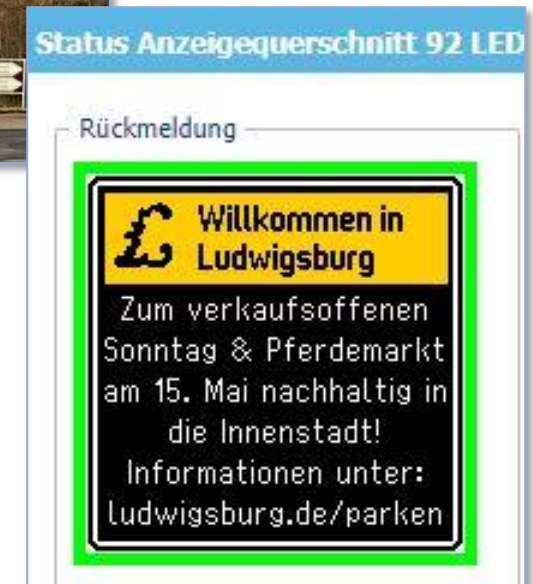 Status Anzeigequerschnitt 92 LED
Rückmeldung
Willkommen in
Ludwigsburg
Zum verkaufsoffenen
Sonntag & Pferdemarkt
am 15. Mai nachhaltig in
die Innenstadt!
Informationen unter:
ludwigsburg.de/parken